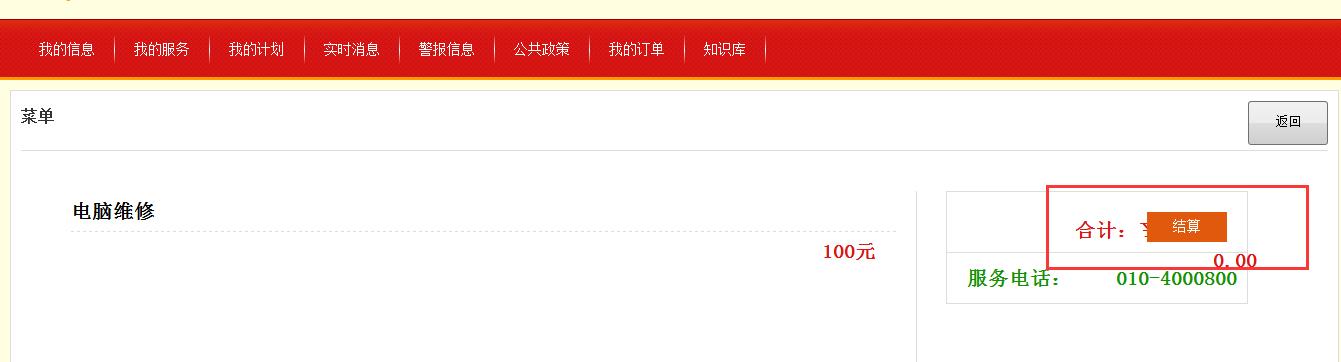 我的信息 我的服务 我的计划 实时消息 警报信息 公共政策 我的订单 知识库
菜单
返回
电脑维修
100元
合计：¥
结算
0.00
服务电话： 010-4000800